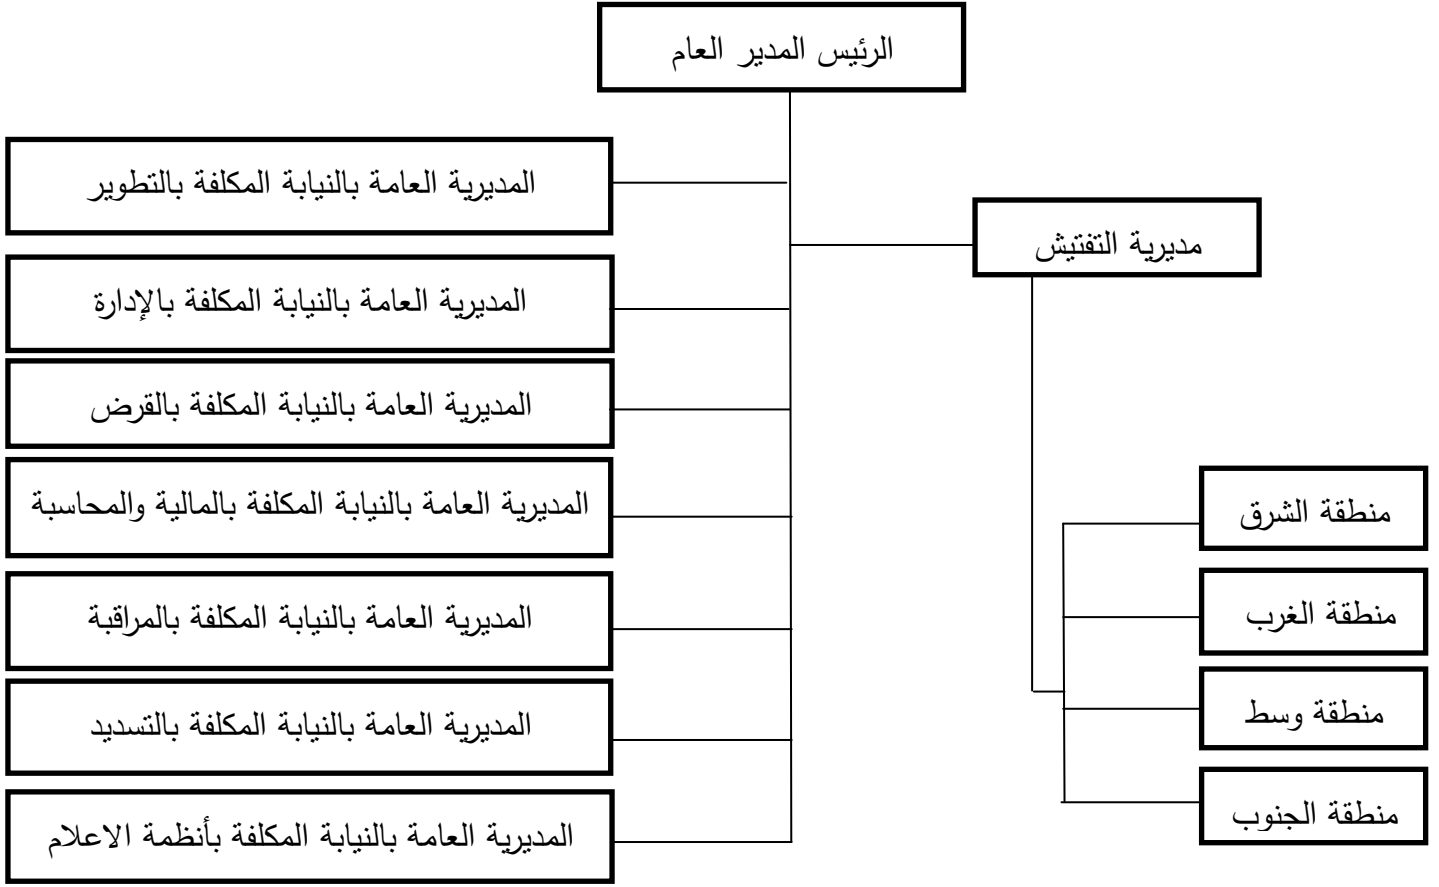 الرئيس المدير العام
المديرية العامة بالنيابة المكلفة بالتطوير
مديرية التفتيش
المديرية العامة بالنيابة المكلفة بالإدارة
المديرية العامة بالنيابة المكلفة بالقرض
المديرية العامة بالنيابة المكلفة بالمالية والمحاسبة
المديرية العامة بالنيابة المكلفة بالمراقبة
المديرية العامة بالنيابة المكلفة بالتسديد
المديرية العامة بالنيابة المكلفة بأنظمة الاعلام
منطقة الشرق
منطقة الغرب
منطقة وسط
منطقة الجنوب